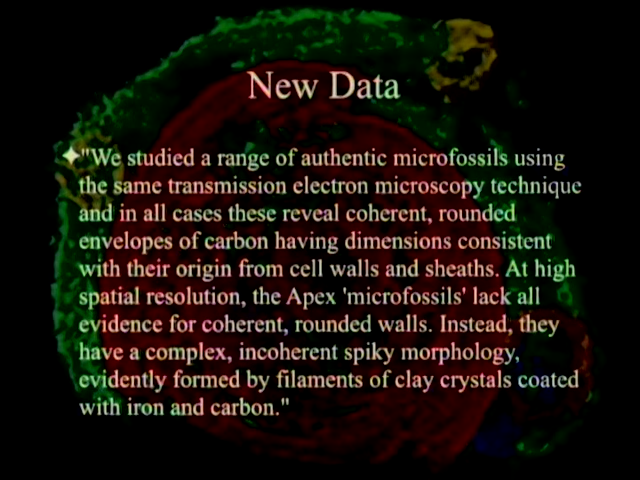 New Data
"We studied a range of authentic microfossils using
the same transmission electron microscopy technique
and in all cases these reveal coherent, rounded
envelopes of carbon having dimensions consistent
with their origin from cell walls and sheaths. At high
spatial resolution, the Apex 'microfossils' lack all
evidence for coherent, rounded walls. Instead, they
have a complex, incoherent spiky morphology,
evidently formed by filaments of clay crystals coated
with iron and carbon."